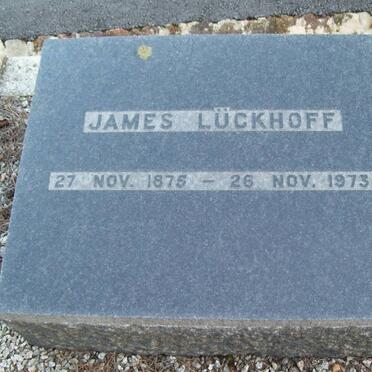 JAMES LÜCKHOFF
27 NOV. 1875 – 26 NOV. 1973